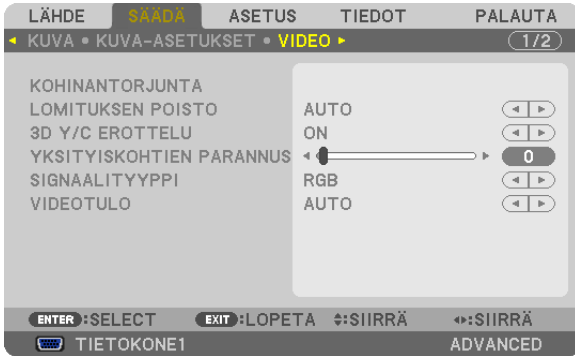 LÄHDE SÄÄDÄ ASETUS TIEDOT PALAUTA
KUVA • KUVA-ASETUKSET • VIDEO 1/2
KOHINANTORJUNTA
LOMITUKSEN POISTO AUTO
3D Y/C EROTTELU ON
YKSITYISKOHTIEN PARANNUS 0
SIGNAALITYYPPI RGB
VIDEOTULO AUTO
ENTER :SELECT EXIT :LOPETA :SIIRRÄ :SIIRRÄ
TIETOKONE1 ADVANCED